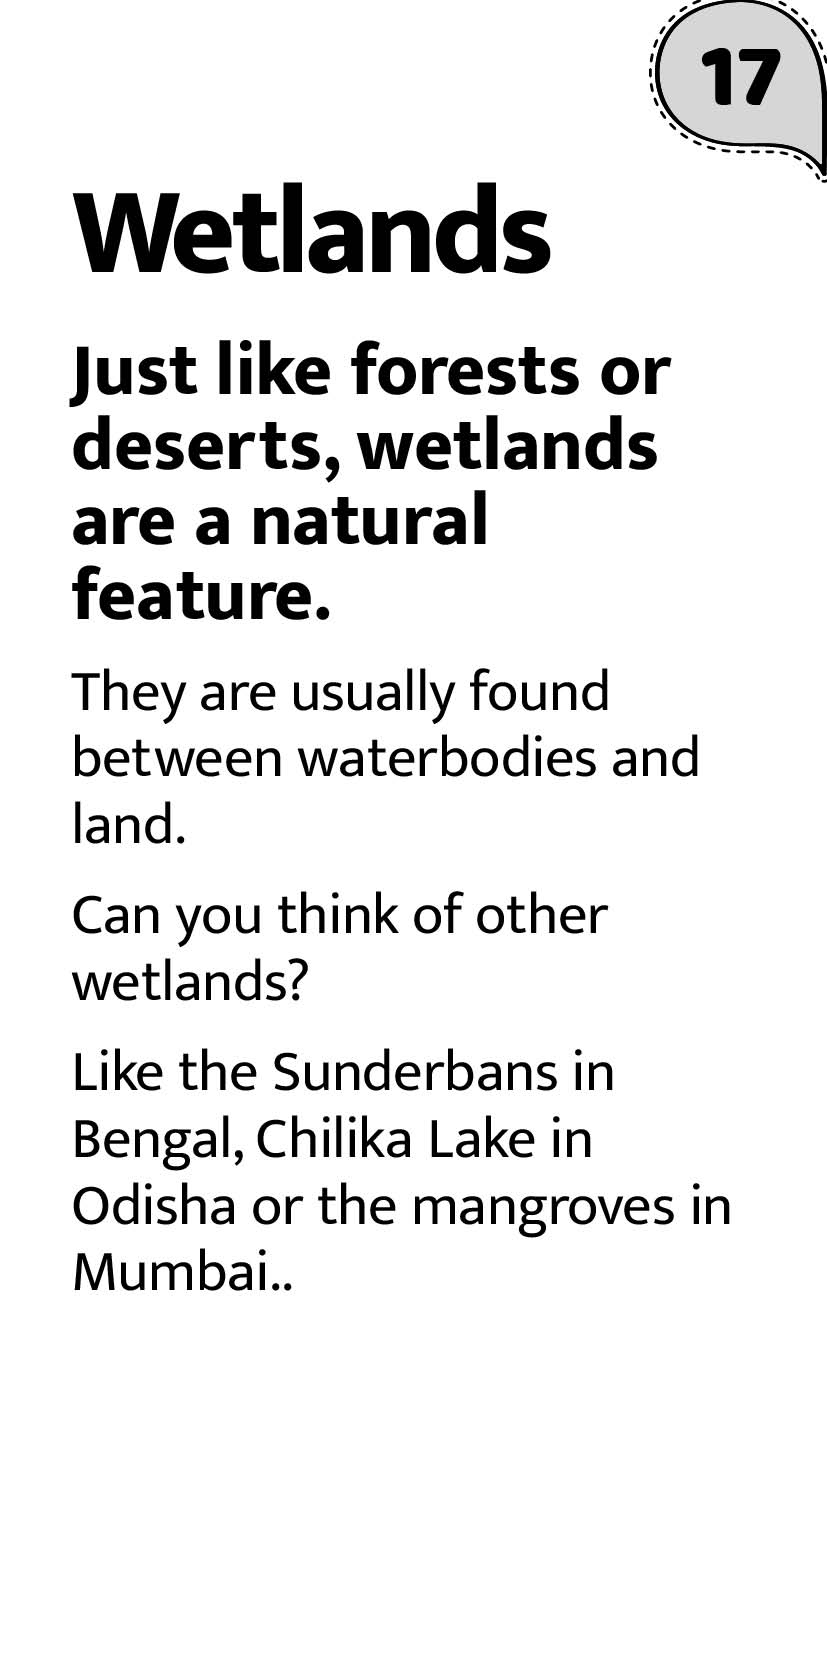 17
Wetlands
Just like forests or
deserts, wetlands
are a natural
feature.
They are usually found
between waterbodies and
land.
Can you think of other
wetlands?
Like the Sunderbans in
Bengal, Chilika Lake in
Odisha or the mangroves in
Mumbai..